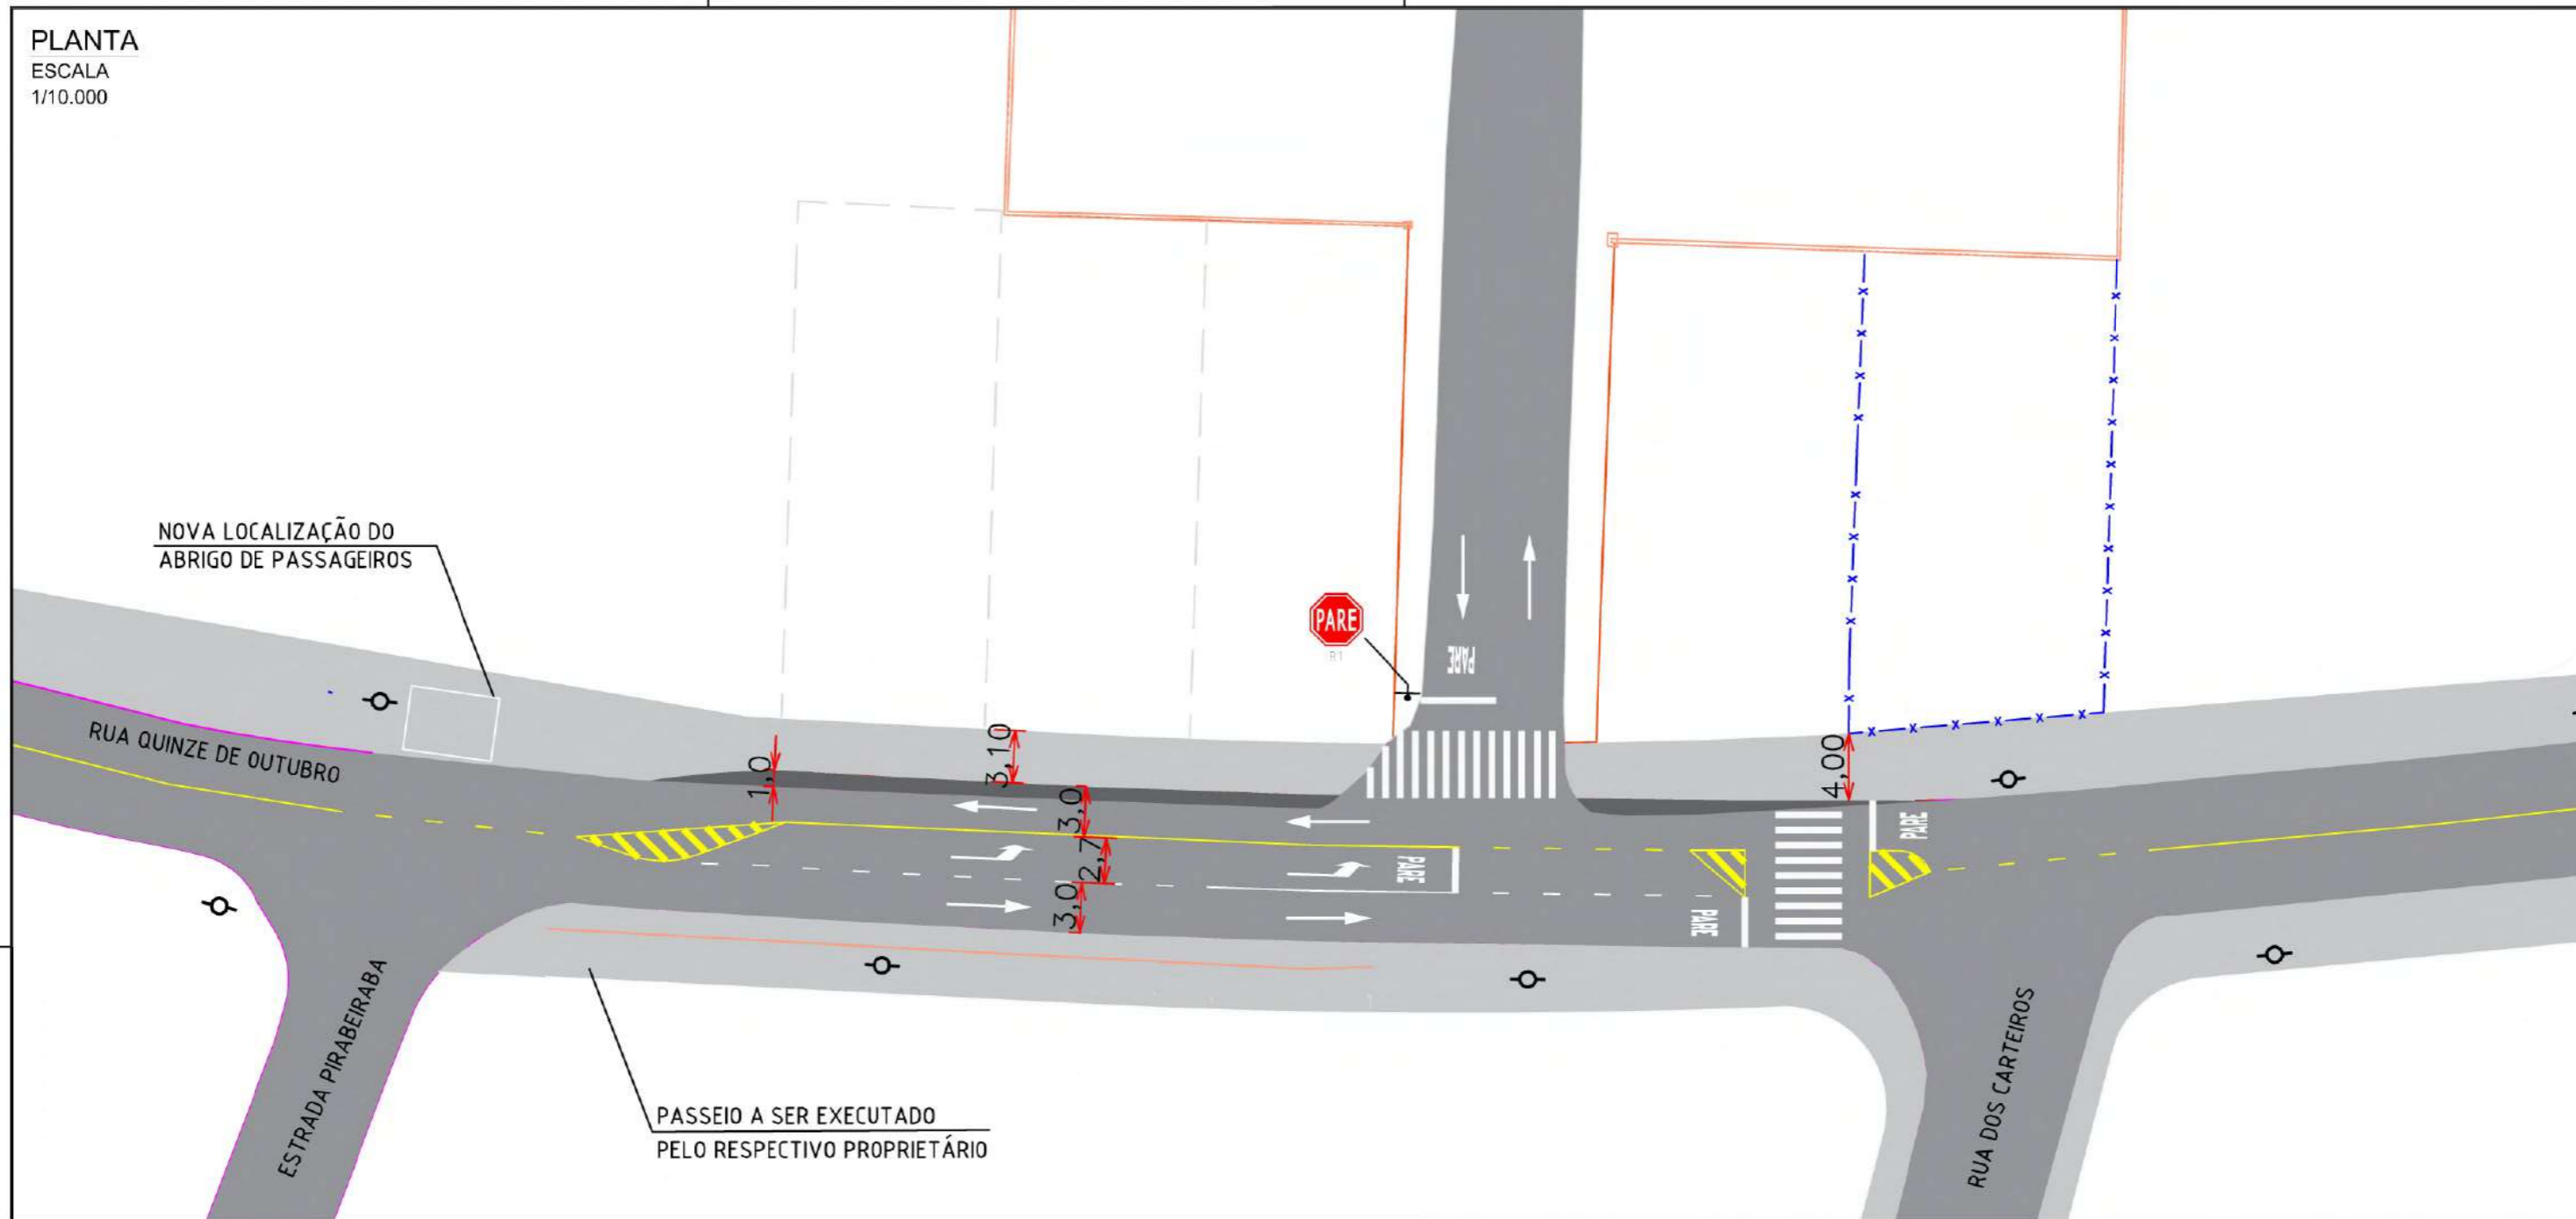 PLANTA
ESCALA
1/10.000
NOVA LOCALIZAÇÃO DO
ABRIGO DE PASSAGEIROS
PARE
R1
PARE
RUA QUINZE DE OUTUBRO
1,0
3,10
3,0
2,7
3,0
4,00
PARE
PARE
PARE
ESTRADA PIRABEIRABA
RUA DOS CARTEIROS
PASSEIO A SER EXECUTADO
PELO RESPECTIVO PROPRIETÁRIO